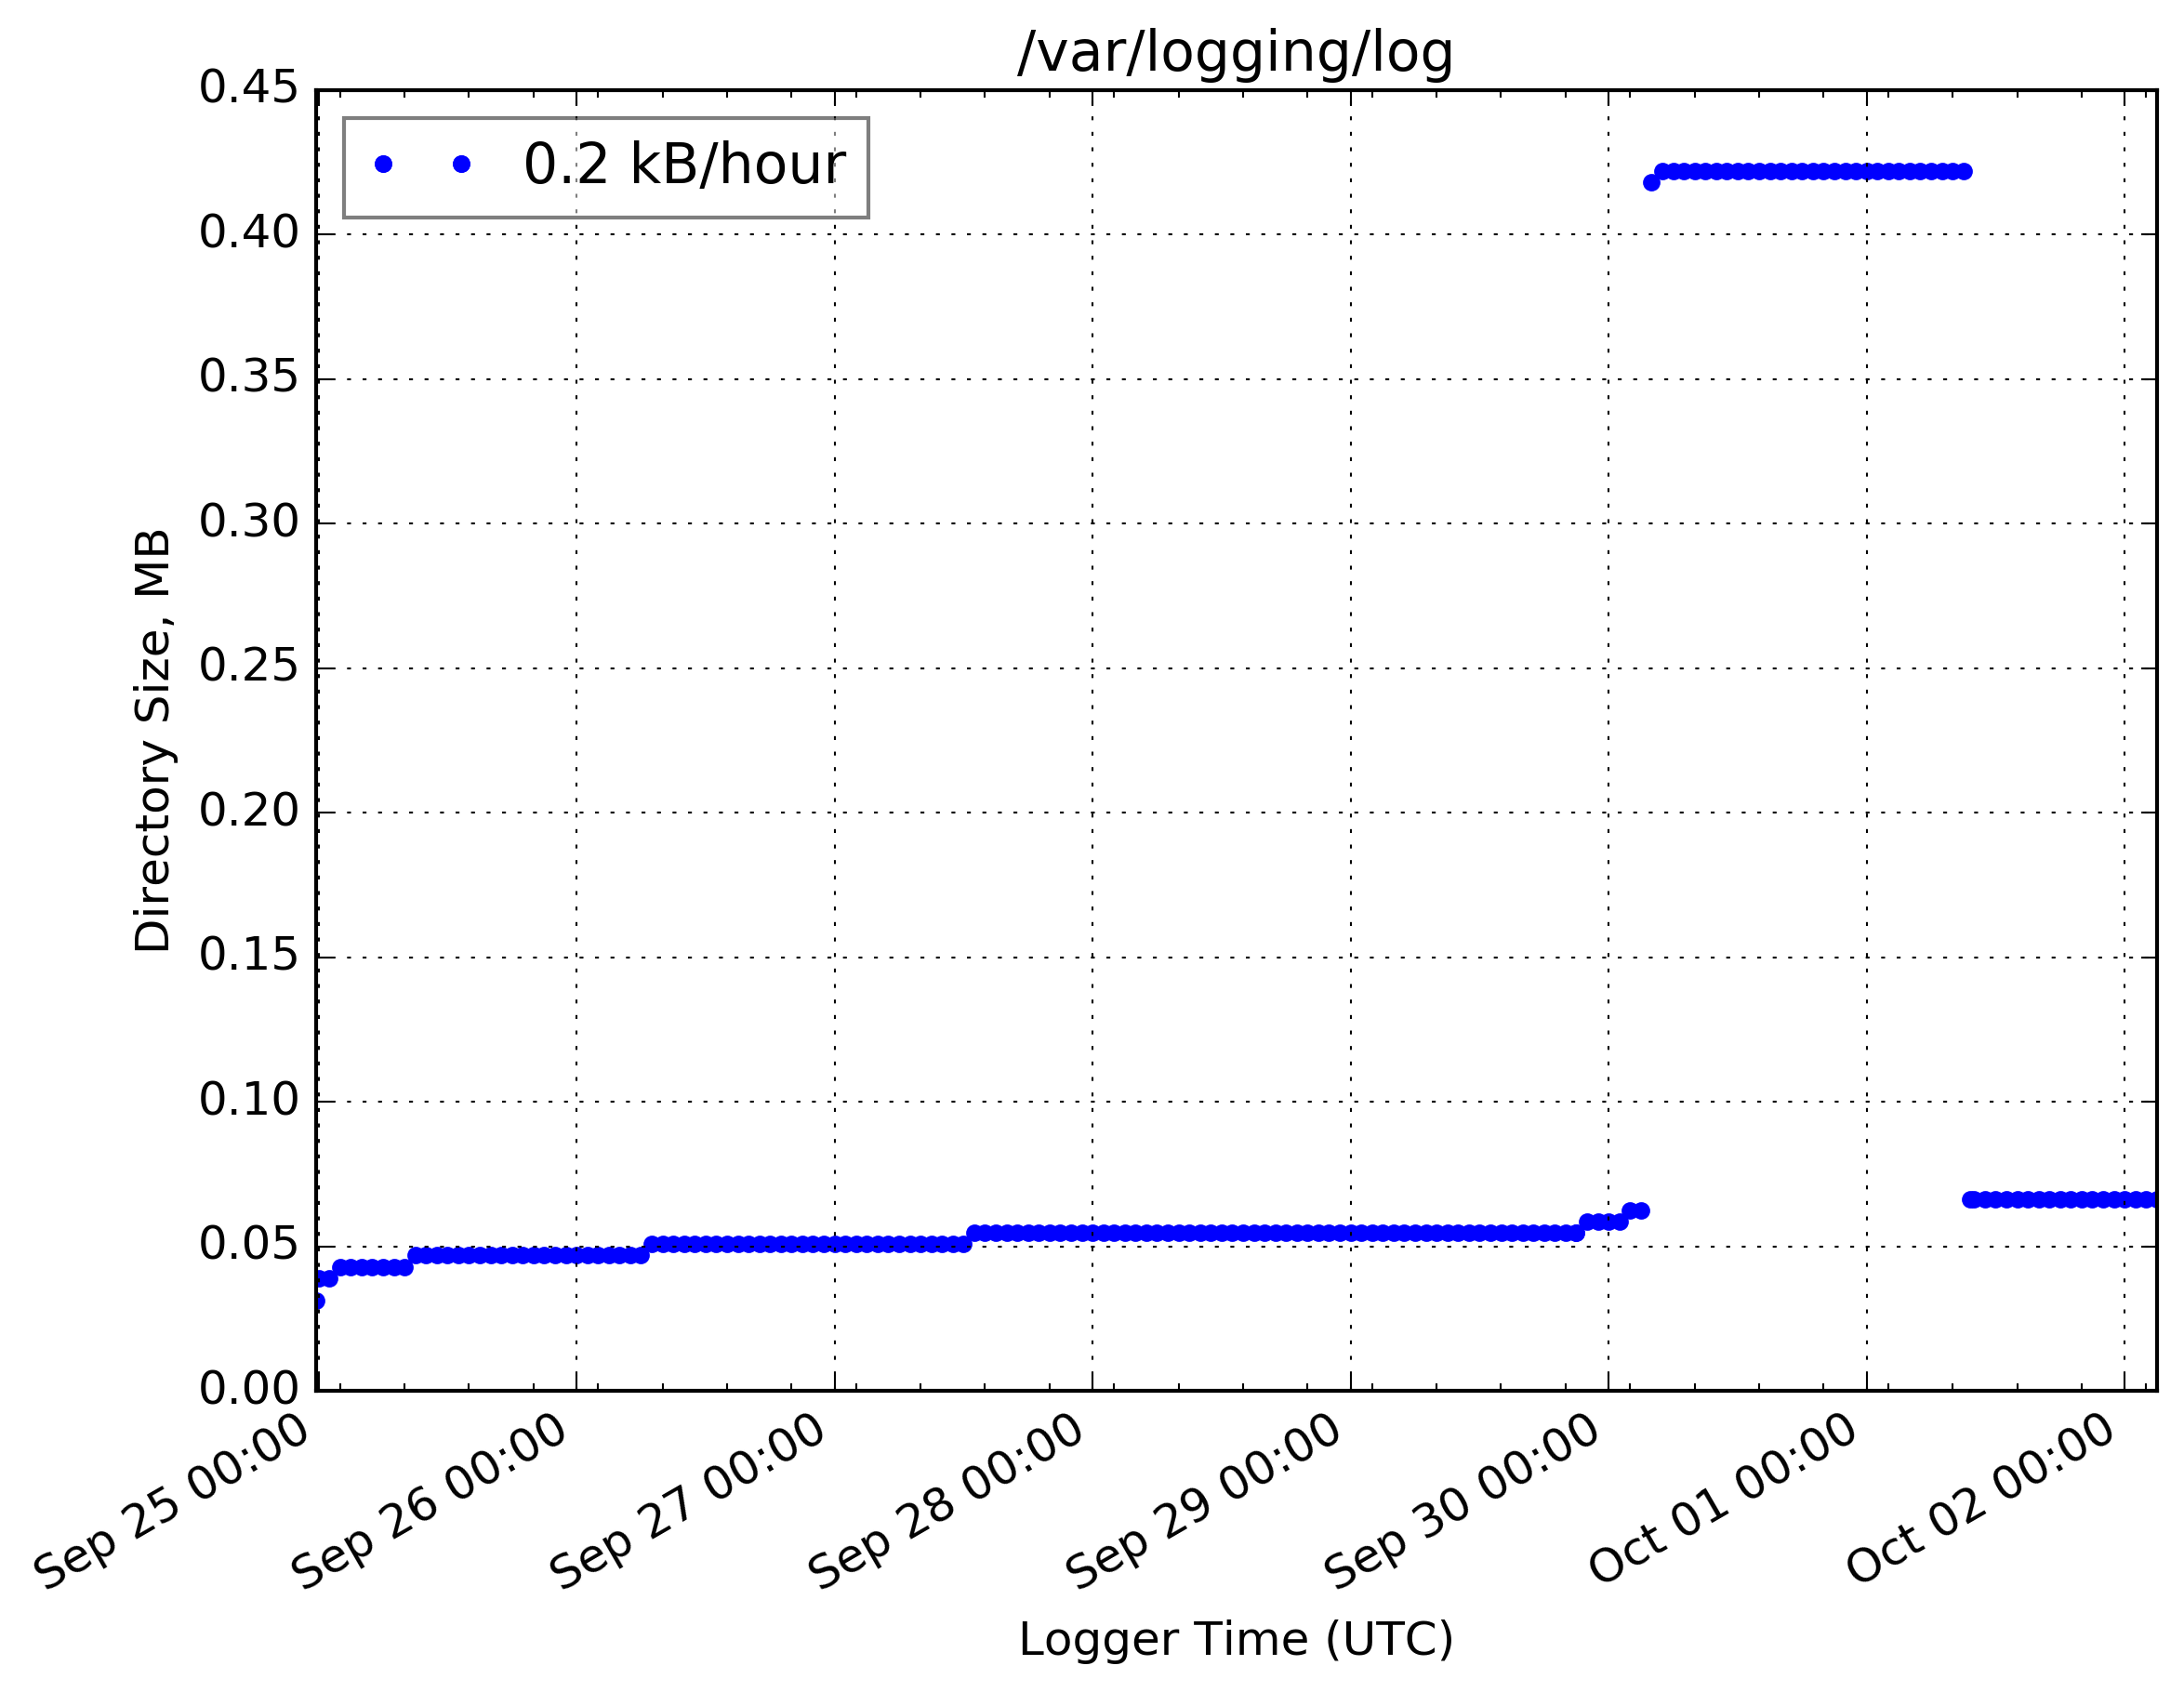 /var/logging/log
0.2 kB/hour
0.45
0.40
0.35
0.30
0.25
0.20
0.15
0.10
0.05
0.00
Directory Size, MB
Sep 25 00:00
Sep 26 00:00
Sep 27 00:00
Sep 28 00:00
Sep 29 00:00
Sep 30 00:00
Oct 01 00:00
Oct 02 00:00
Logger Time (UTC)